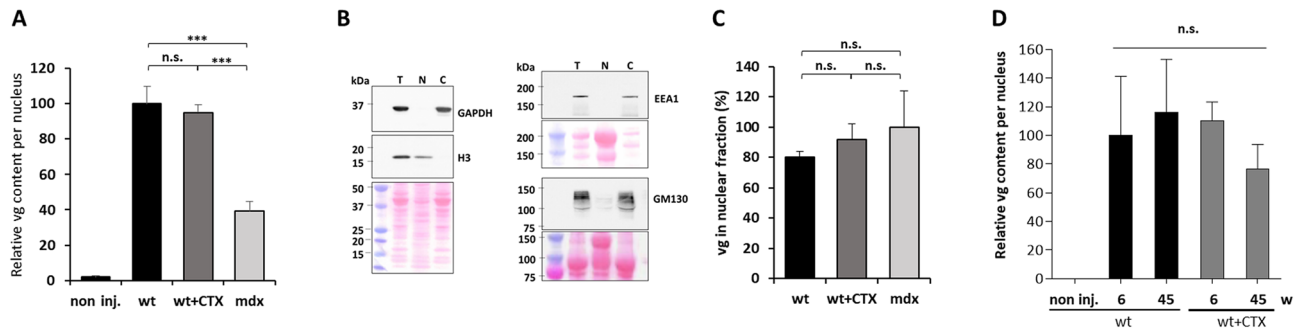 A
Relative vg content per nucleus
***
n.s.
***
120
100
80
60
40
20
0
non inj.
wt
wt+CTX
mdx
B
kDa
T
N
C
37
GAPDH
20
15
H3
50
37
25
20
15
kDa
T
N
C
200
150
EEA1
200
150
150
100
75
GM130
150
100
75
C
vg in nuclear fraction (%)
n.s.
n.s.
n.s.
140
120
100
80
60
40
20
0
wt
wt+CTX
mdx
D
Relative vg content per nucleus
n.s.
160
140
120
100
80
60
40
20
0
non inj.
6
45
6
45
w
wt
wt+CTX